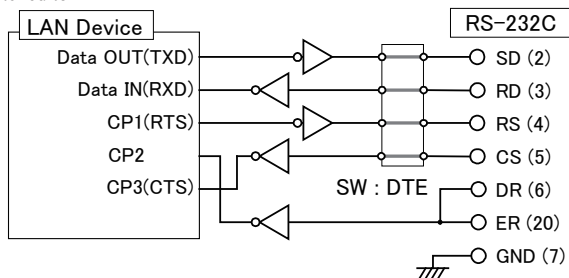 LAN Device
RS-232C
Data OUT(TXD)
SD (2)
Data IN(RXD)
RD (3)
CP1(RTS)
RS (4)
CP2
CS (5)
CP3(CTS)
SW : DTE
DR (6)
ER (20)
GND (7)